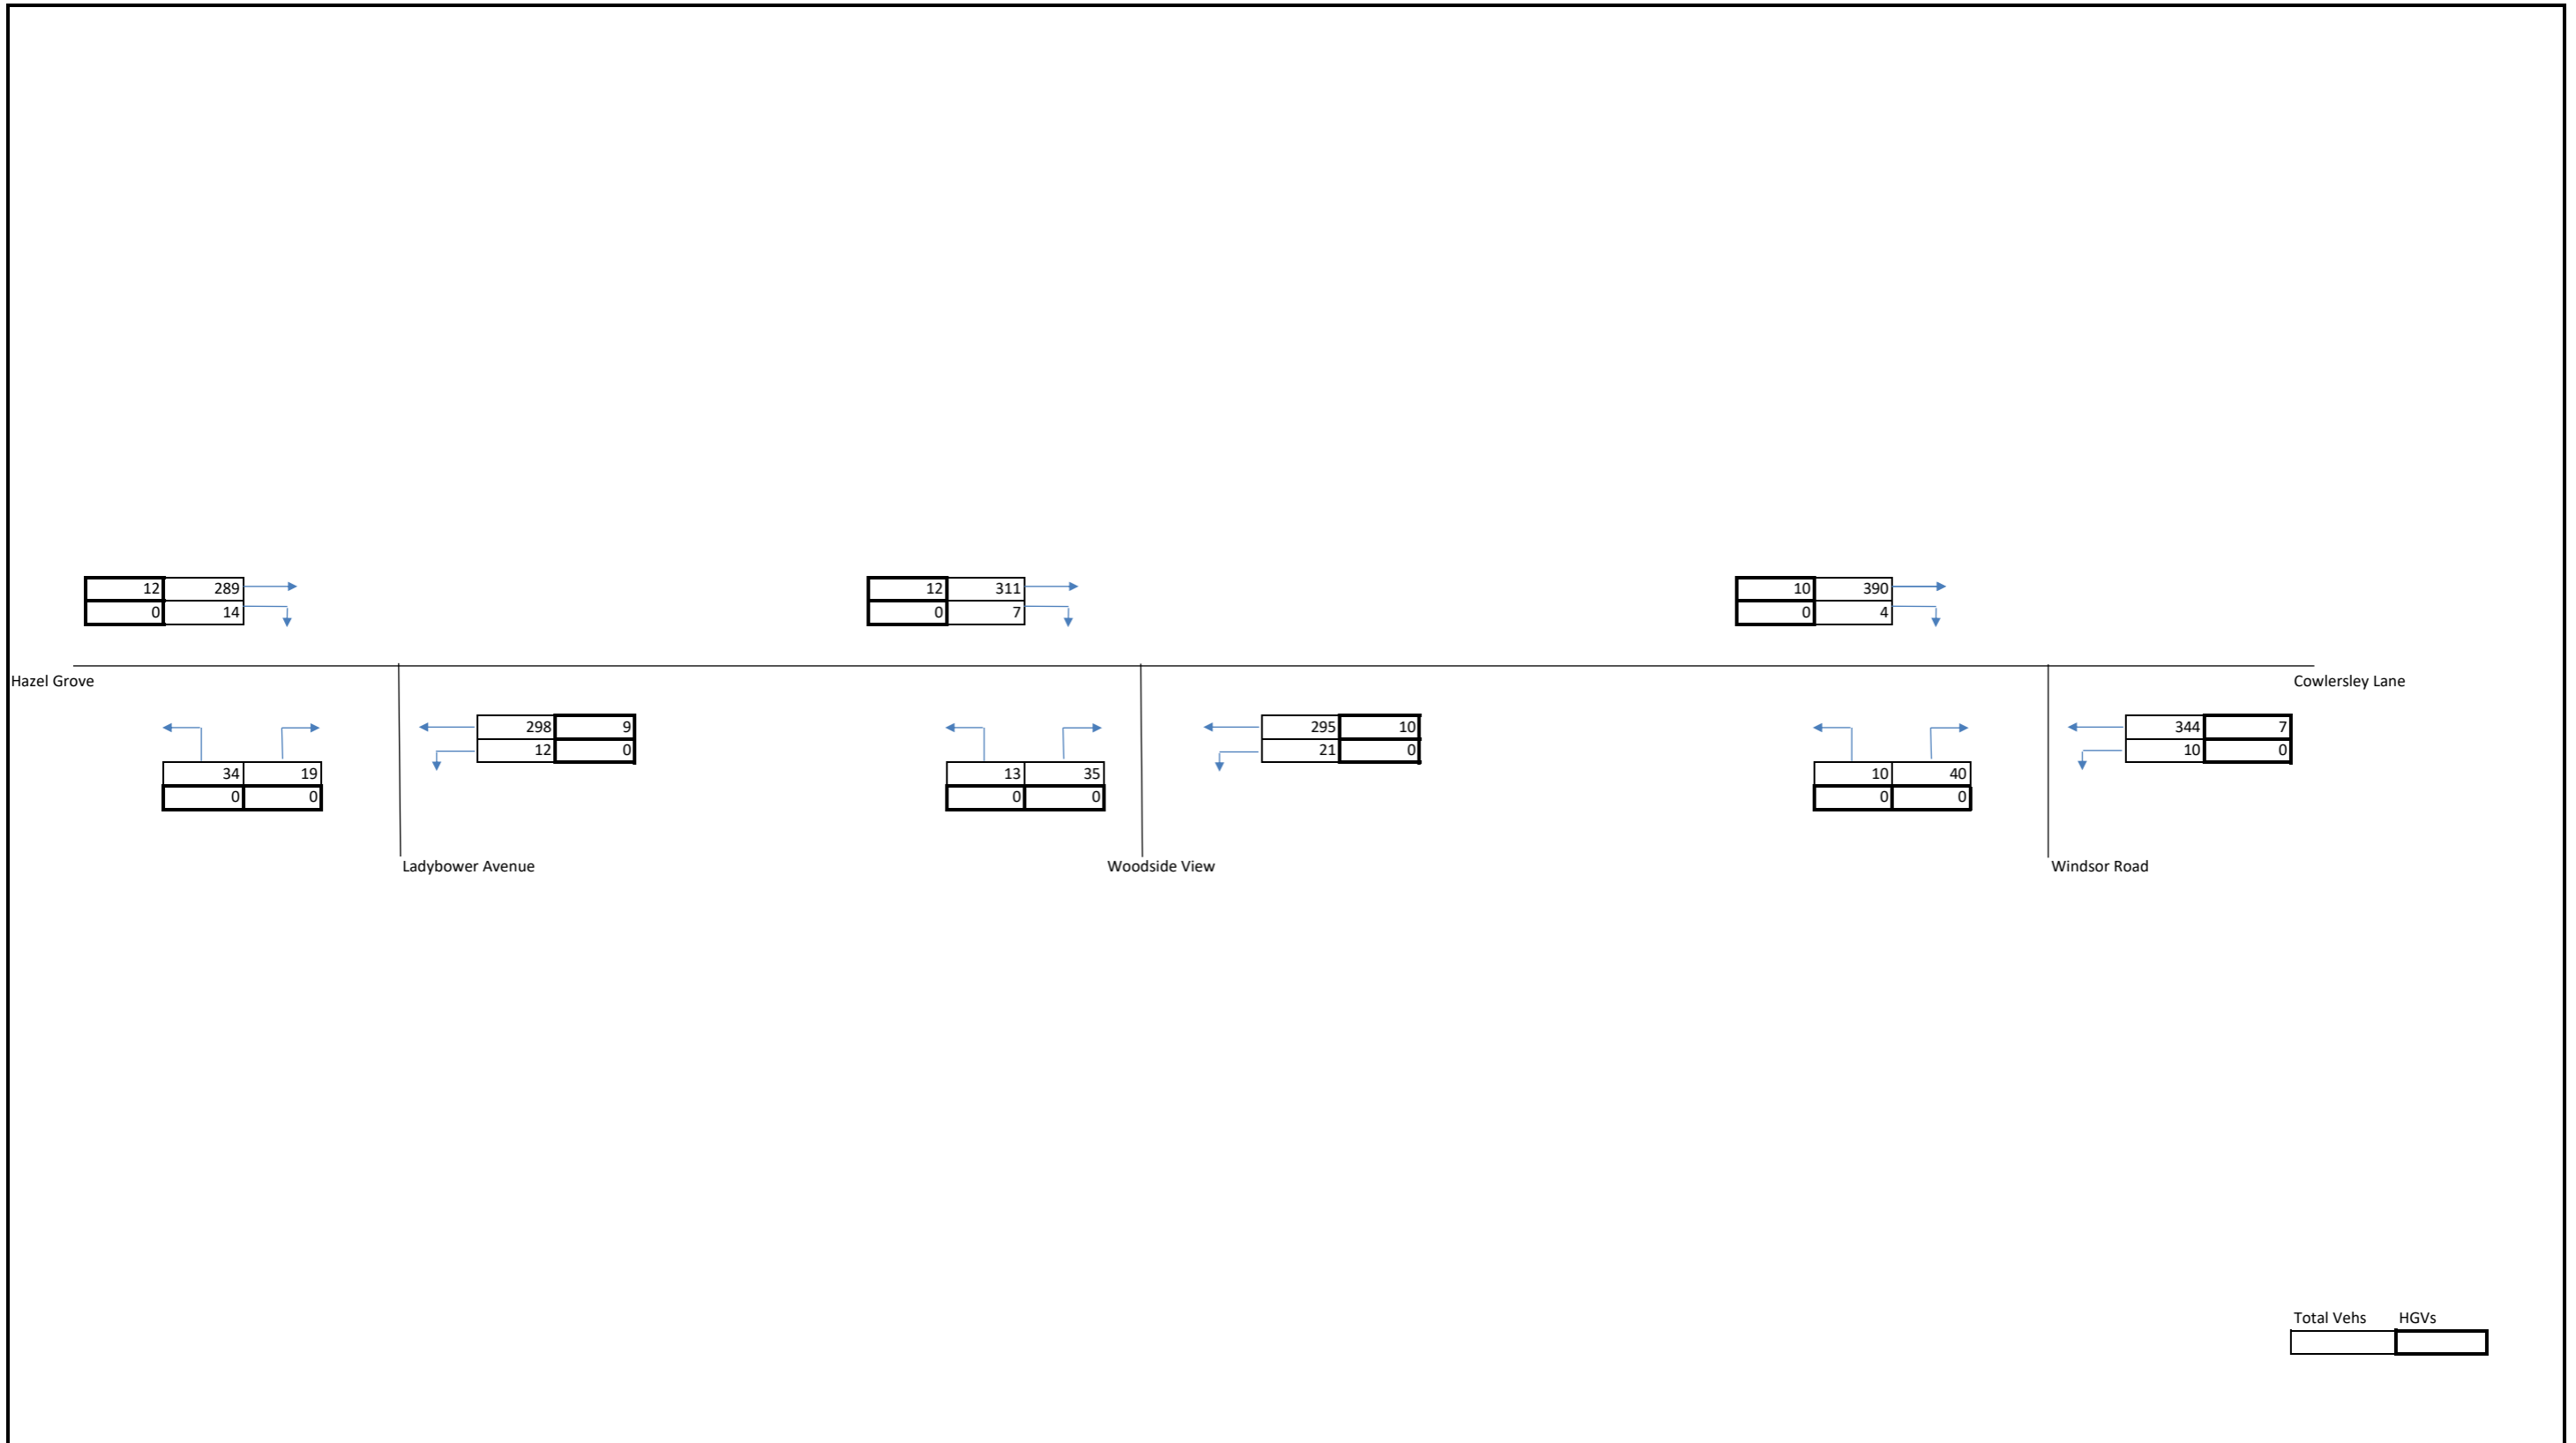 12 289 12 311 10 390
0 14 0 7 0 4
Hazel Grove Cowlersley Lane
298 9 295 10 344 7
12 0 21 0 10 0
34 19 13 35 10 40
0 0 0 0 0 0
Ladybower Avenue Woodside View Windsor Road
Total Vehs HGVs